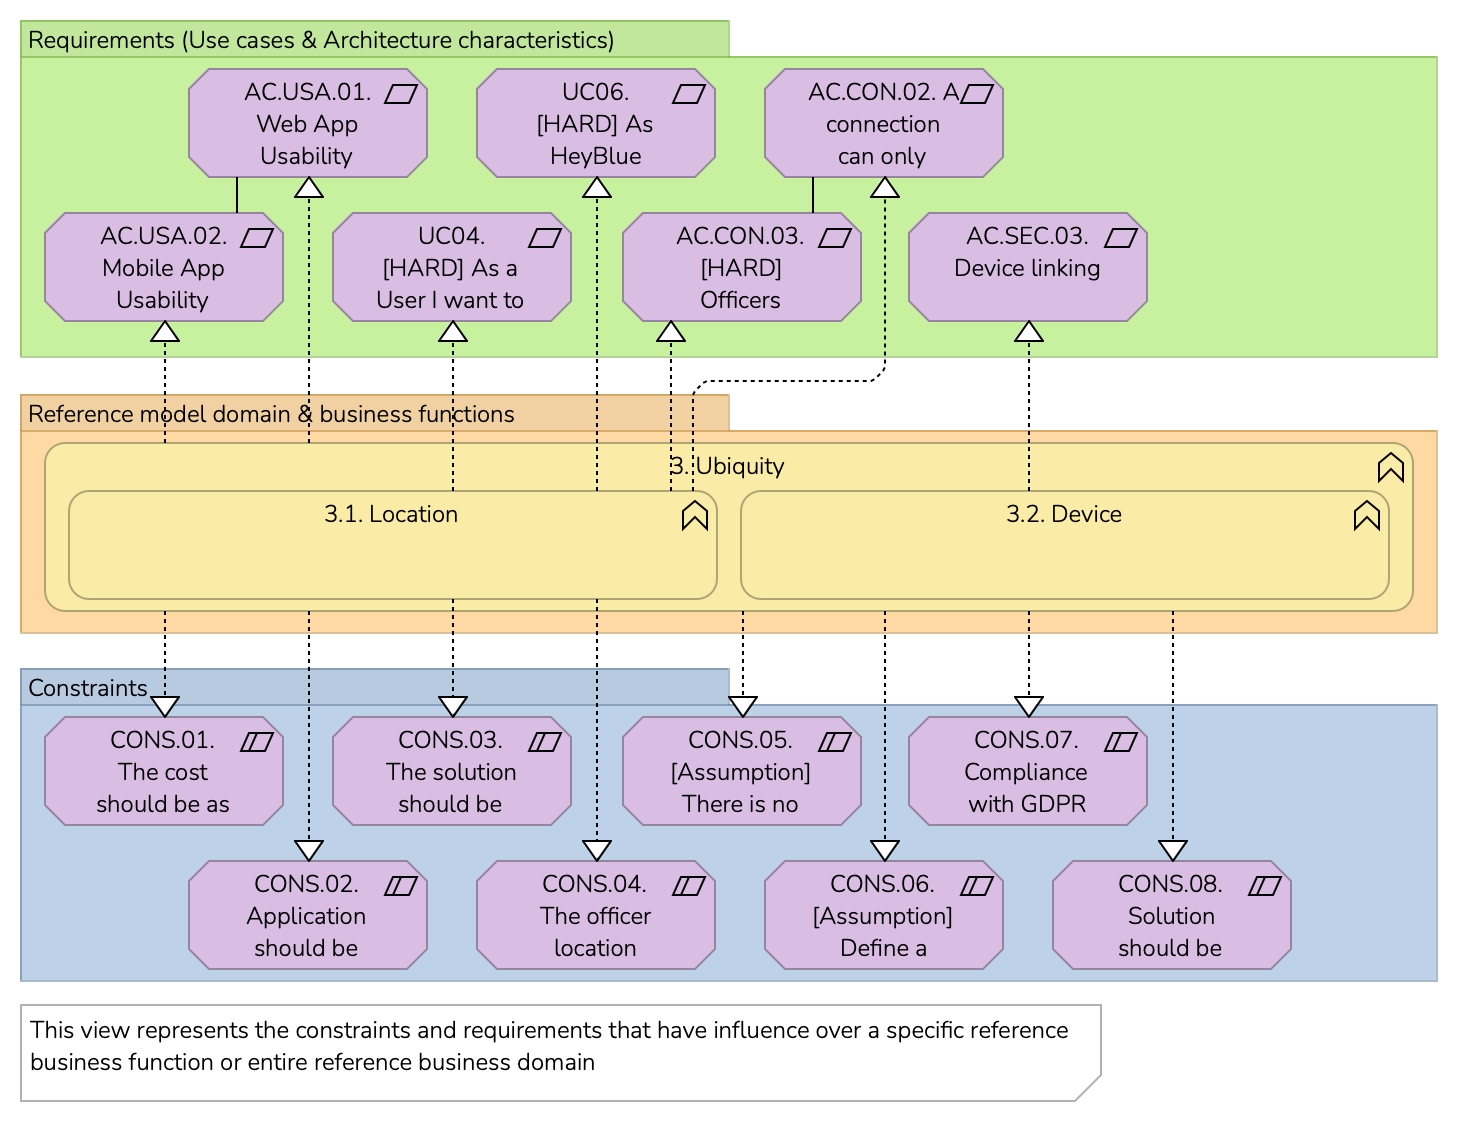 Requirements (Use cases & Architecture characteristics)
AC.USA.01.
Web App
Usability
UC06.
[HARD] As
HeyBlue
AC.CON.02. A
connection
can only
AC.USA.02.
Mobile App
Usability
UC04.
[HARD] As a
User I want to
AC.CON.03.
[HARD]
Officers
AC.SEC.03.
Device linking
Reference model domain & business functions
3. Ubiquity
3.1. Location
3.2. Device
Constraints
CONS.01.
The cost
should be as
CONS.03.
The solution
should be
CONS.05.
[Assumption]
There is no
CONS.07.
Compliance
with GDPR
CONS.02.
Application
should be
CONS.04.
The officer
location
CONS.06.
[Assumption]
Define a
CONS.08.
Solution
should be
This view represents the constraints and requirements that have influence over a specific reference
business function or entire reference business domain